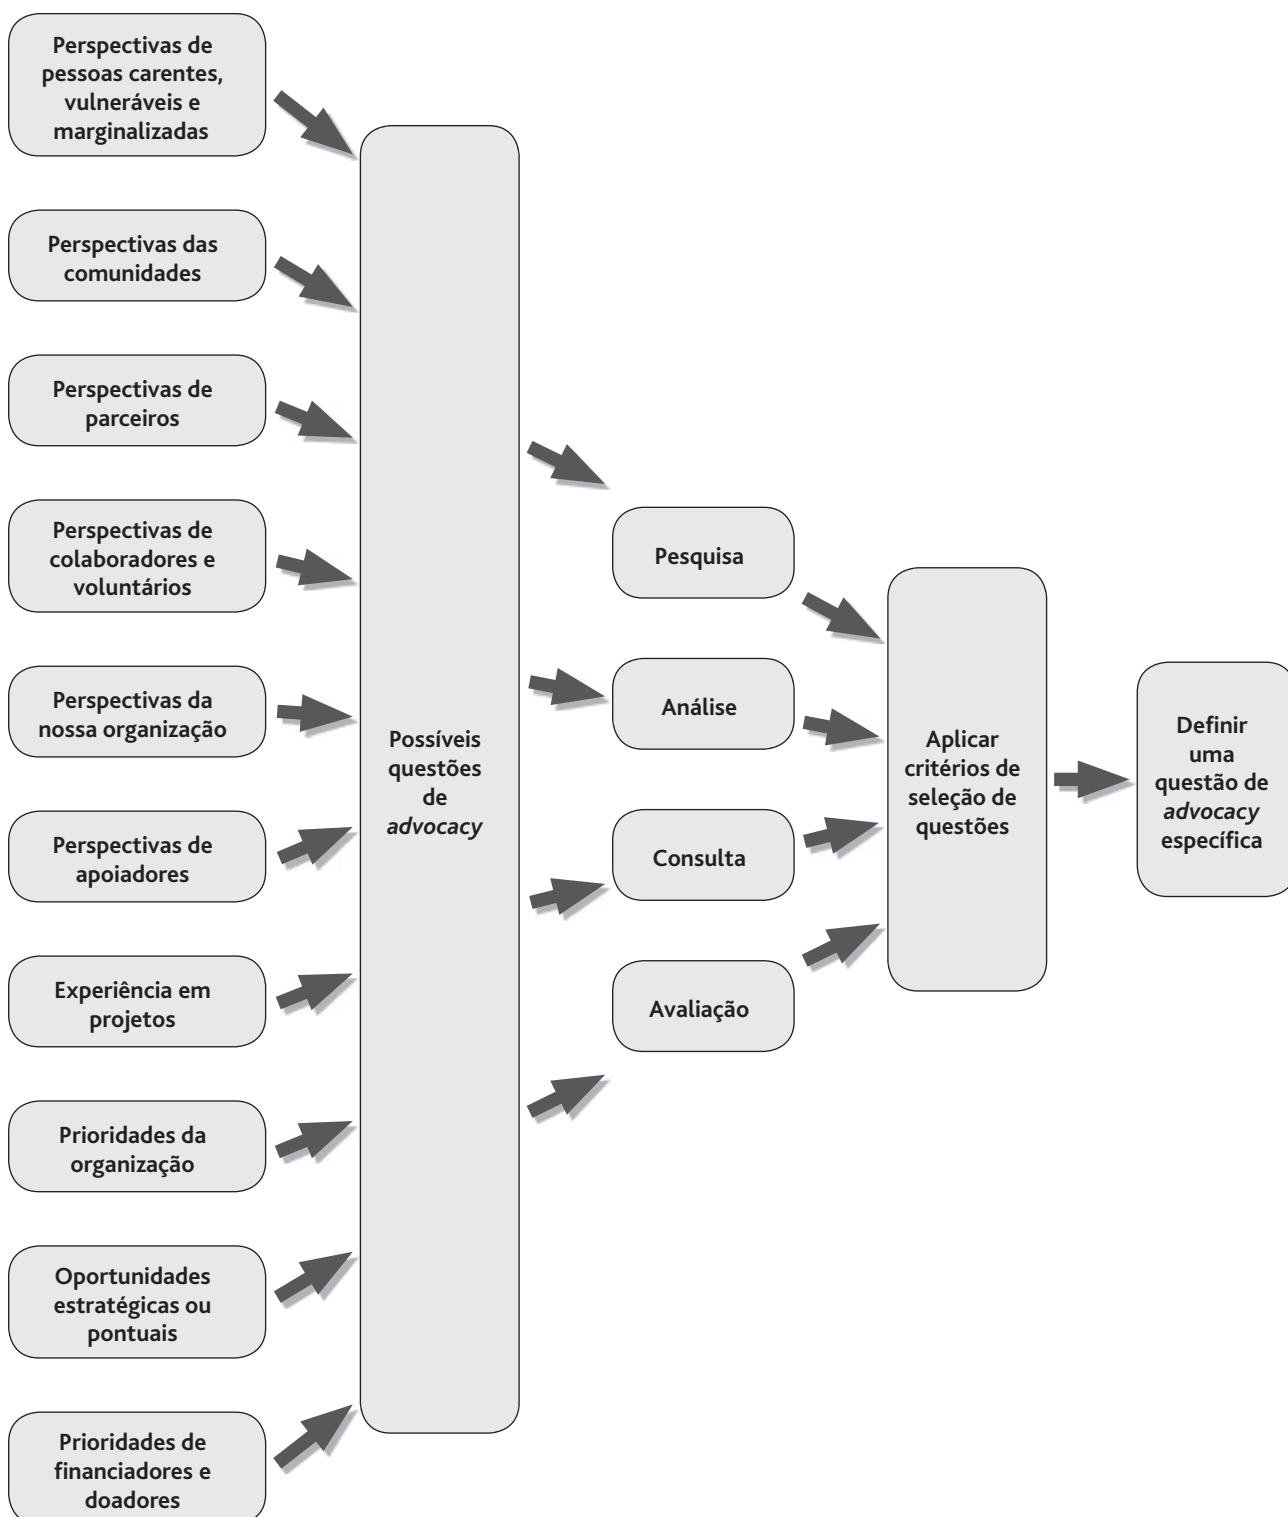 Perspectivas de
pessoas carentes,
vulneráveis e
marginalizadas
Perspectivas das
comunidades
Perspectivas de
parceiros
Perspectivas de
colaboradores e
voluntários
Perspectivas da
nossa organização
Perspectivas de
apoiadores
Experiência em
projetos
Prioridades da
organização
Oportunidades
estratégicas ou
pontuais
Prioridades de
financiadores e
doadores
Possíveis
questões
de
advocacy
Pesquisa
Análise
Consulta
Avaliação
Aplicar
critérios de
seleção de
questões
Definir
uma
questão de
advocacy
específica